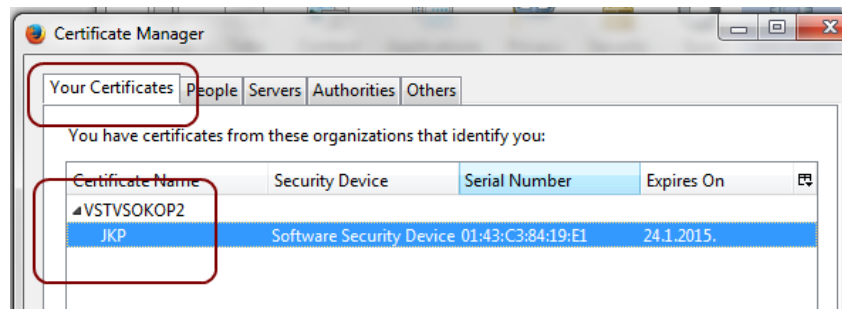 Certificate Manager
Your Certificates People Servers Authorities Others
You have certificates from these organizations that identify you:
Certificate Name Security Device Serial Number Expires On
VSTVSOKOP2
JKP Software Security Device 01:43:C3:84:19:E1 24.1.2015.